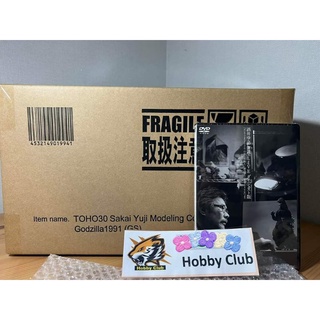 4532149019941
FRAGILE
取扱注意
Item name. TOHO30 Sakai Yuji Modeling Co
Godzilla1991 (GS)
DVD
Hobby Club
Hobby Club